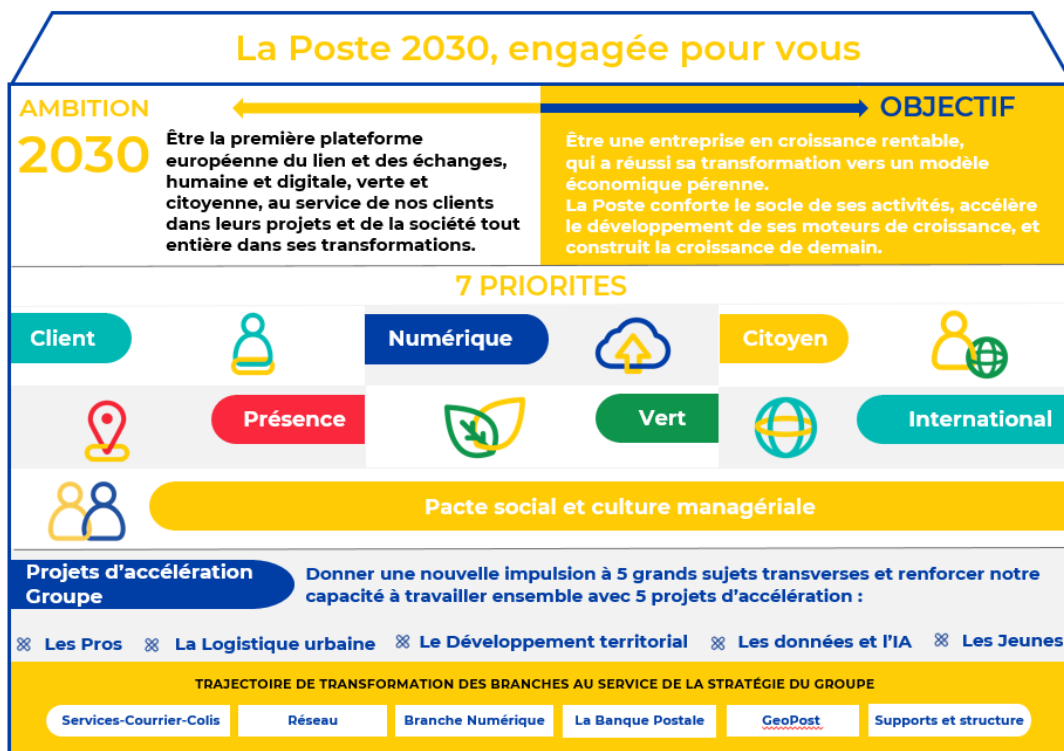 La Poste 2030, engagée pour vous
AMBITION
2030
Être la première plateforme
européenne du lien et des échanges,
humaine et digitale, verte et
citoyenne, au service de nos clients
dans leurs projets et de la société tout
entière dans ses transformations.
OBJECTIF
Être une entreprise en croissance rentable,
qui a réussi sa transformation vers un modèle
économique pérenne.
La Poste conforte le socle de ses activités, accélère
le développement de ses moteurs de croissance, et
construit la croissance de demain.
7 PRIORITES
Client
Numérique
Citoyen
Présence
Vert
International
Pacte social et culture managériale
Projets d’accélération
Groupe
Donner une nouvelle impulsion à 5 grands sujets transverses et renforcer notre
capacité à travailler ensemble avec 5 projets d’accélération :
Les Pros
La Logistique urbaine
Le Développement territorial
Les données et l’IA
Les Jeunes
TRAJECTOIRE DE TRANSFORMATION DES BRANCHES AU SERVICE DE LA STRATÉGIE DU GROUPE
Services-Courrier-Colis
Réseau
Branche Numérique
La Banque Postale
GeoPost
Supports et structure